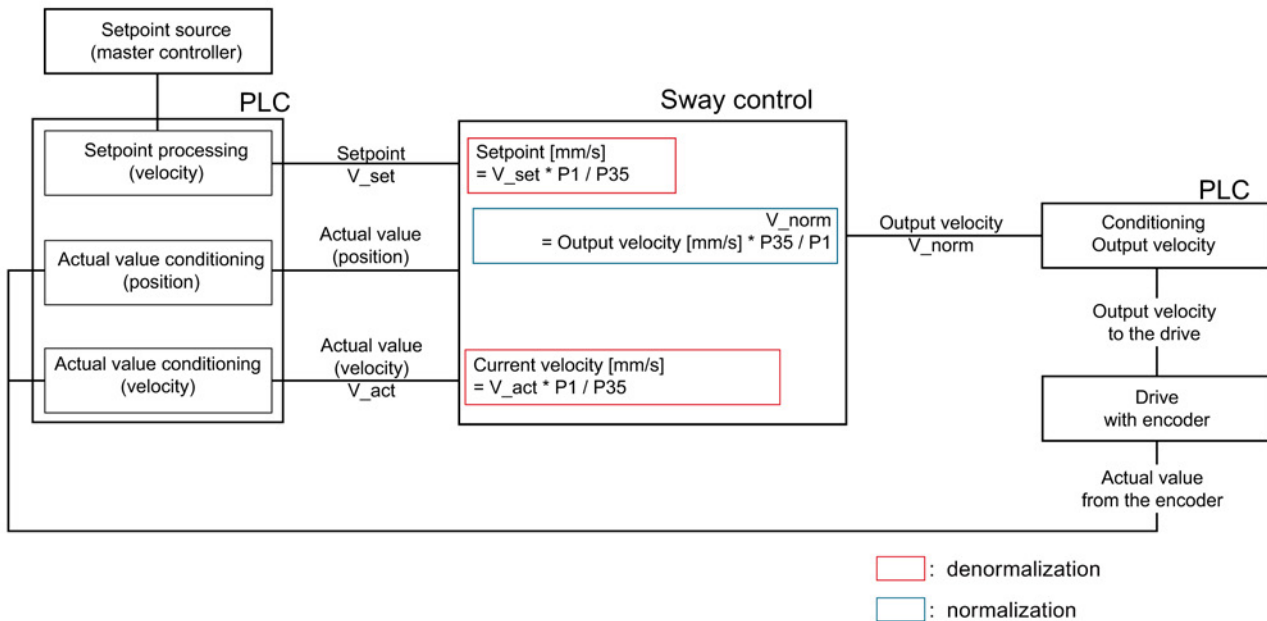 Setpoint source
(master controller)
PLC
Setpoint processing
(velocity)
Setpoint
V_set
Actual value conditioning
(position)
Actual value
(position)
Actual value conditioning
(velocity)
Actual value
(velocity)
V_act
Sway control
Setpoint [mm/s]
= V_set * P1 / P35
V_norm
= Output velocity [mm/s] * P35 / P1
Current velocity [mm/s]
= V_act * P1 / P35
Output velocity
V_norm
PLC
Conditioning
Output velocity
Output velocity
to the drive
Drive
with encoder
Actual value
from the encoder
: denormalization
: normalization